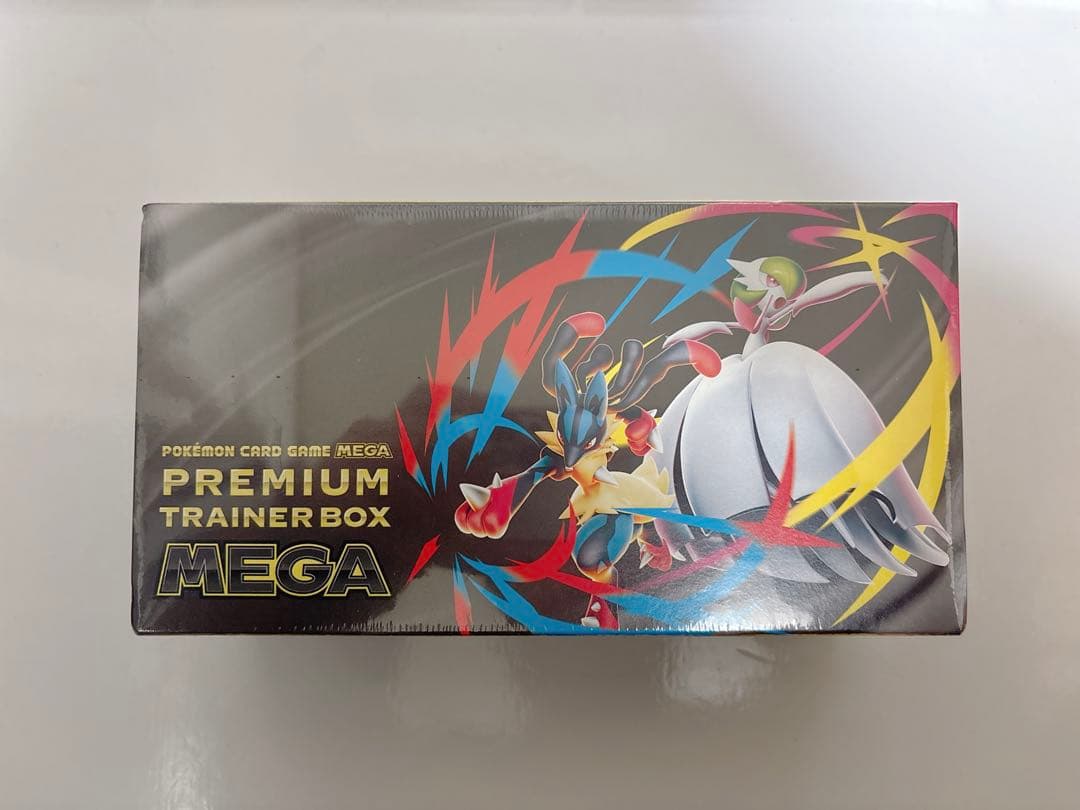 POKÉMON CARD GAME MEGA
PREMIUM
TRAINER BOX
MEGA